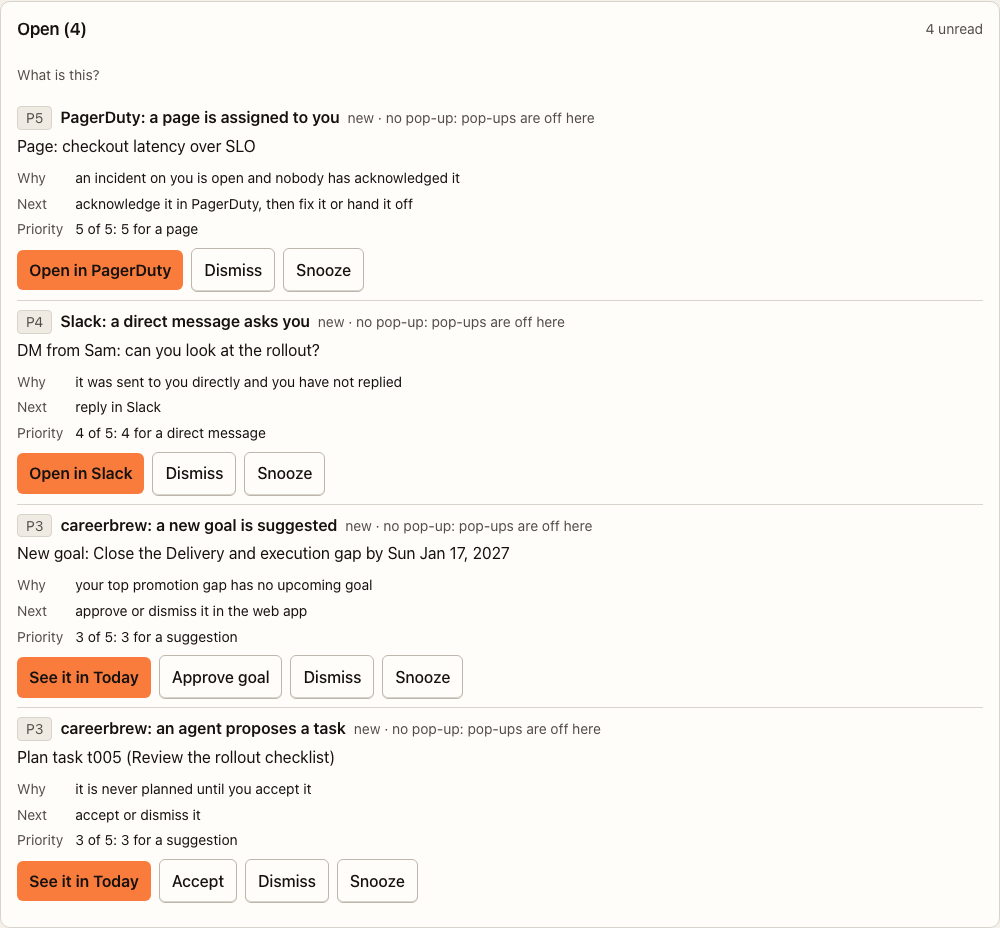 Open (4)
4 unread
What is this?
P5 PagerDuty: a page is assigned to you new · no pop-up: pop-ups are off here
Page: checkout latency over SLO
Why an incident on you is open and nobody has acknowledged it
Next acknowledge it in PagerDuty, then fix it or hand it off
Priority 5 of 5: 5 for a page
Open in PagerDuty Dismiss Snooze
P4 Slack: a direct message asks you new · no pop-up: pop-ups are off here
DM from Sam: can you look at the rollout?
Why it was sent to you directly and you have not replied
Next reply in Slack
Priority 4 of 5: 4 for a direct message
Open in Slack Dismiss Snooze
P3 careerbrew: a new goal is suggested new · no pop-up: pop-ups are off here
New goal: Close the Delivery and execution gap by Sun Jan 17, 2027
Why your top promotion gap has no upcoming goal
Next approve or dismiss it in the web app
Priority 3 of 5: 3 for a suggestion
See it in Today Approve goal Dismiss Snooze
P3 careerbrew: an agent proposes a task new · no pop-up: pop-ups are off here
Plan task t005 (Review the rollout checklist)
Why it is never planned until you accept it
Next accept or dismiss it
Priority 3 of 5: 3 for a suggestion
See it in Today Accept Dismiss Snooze